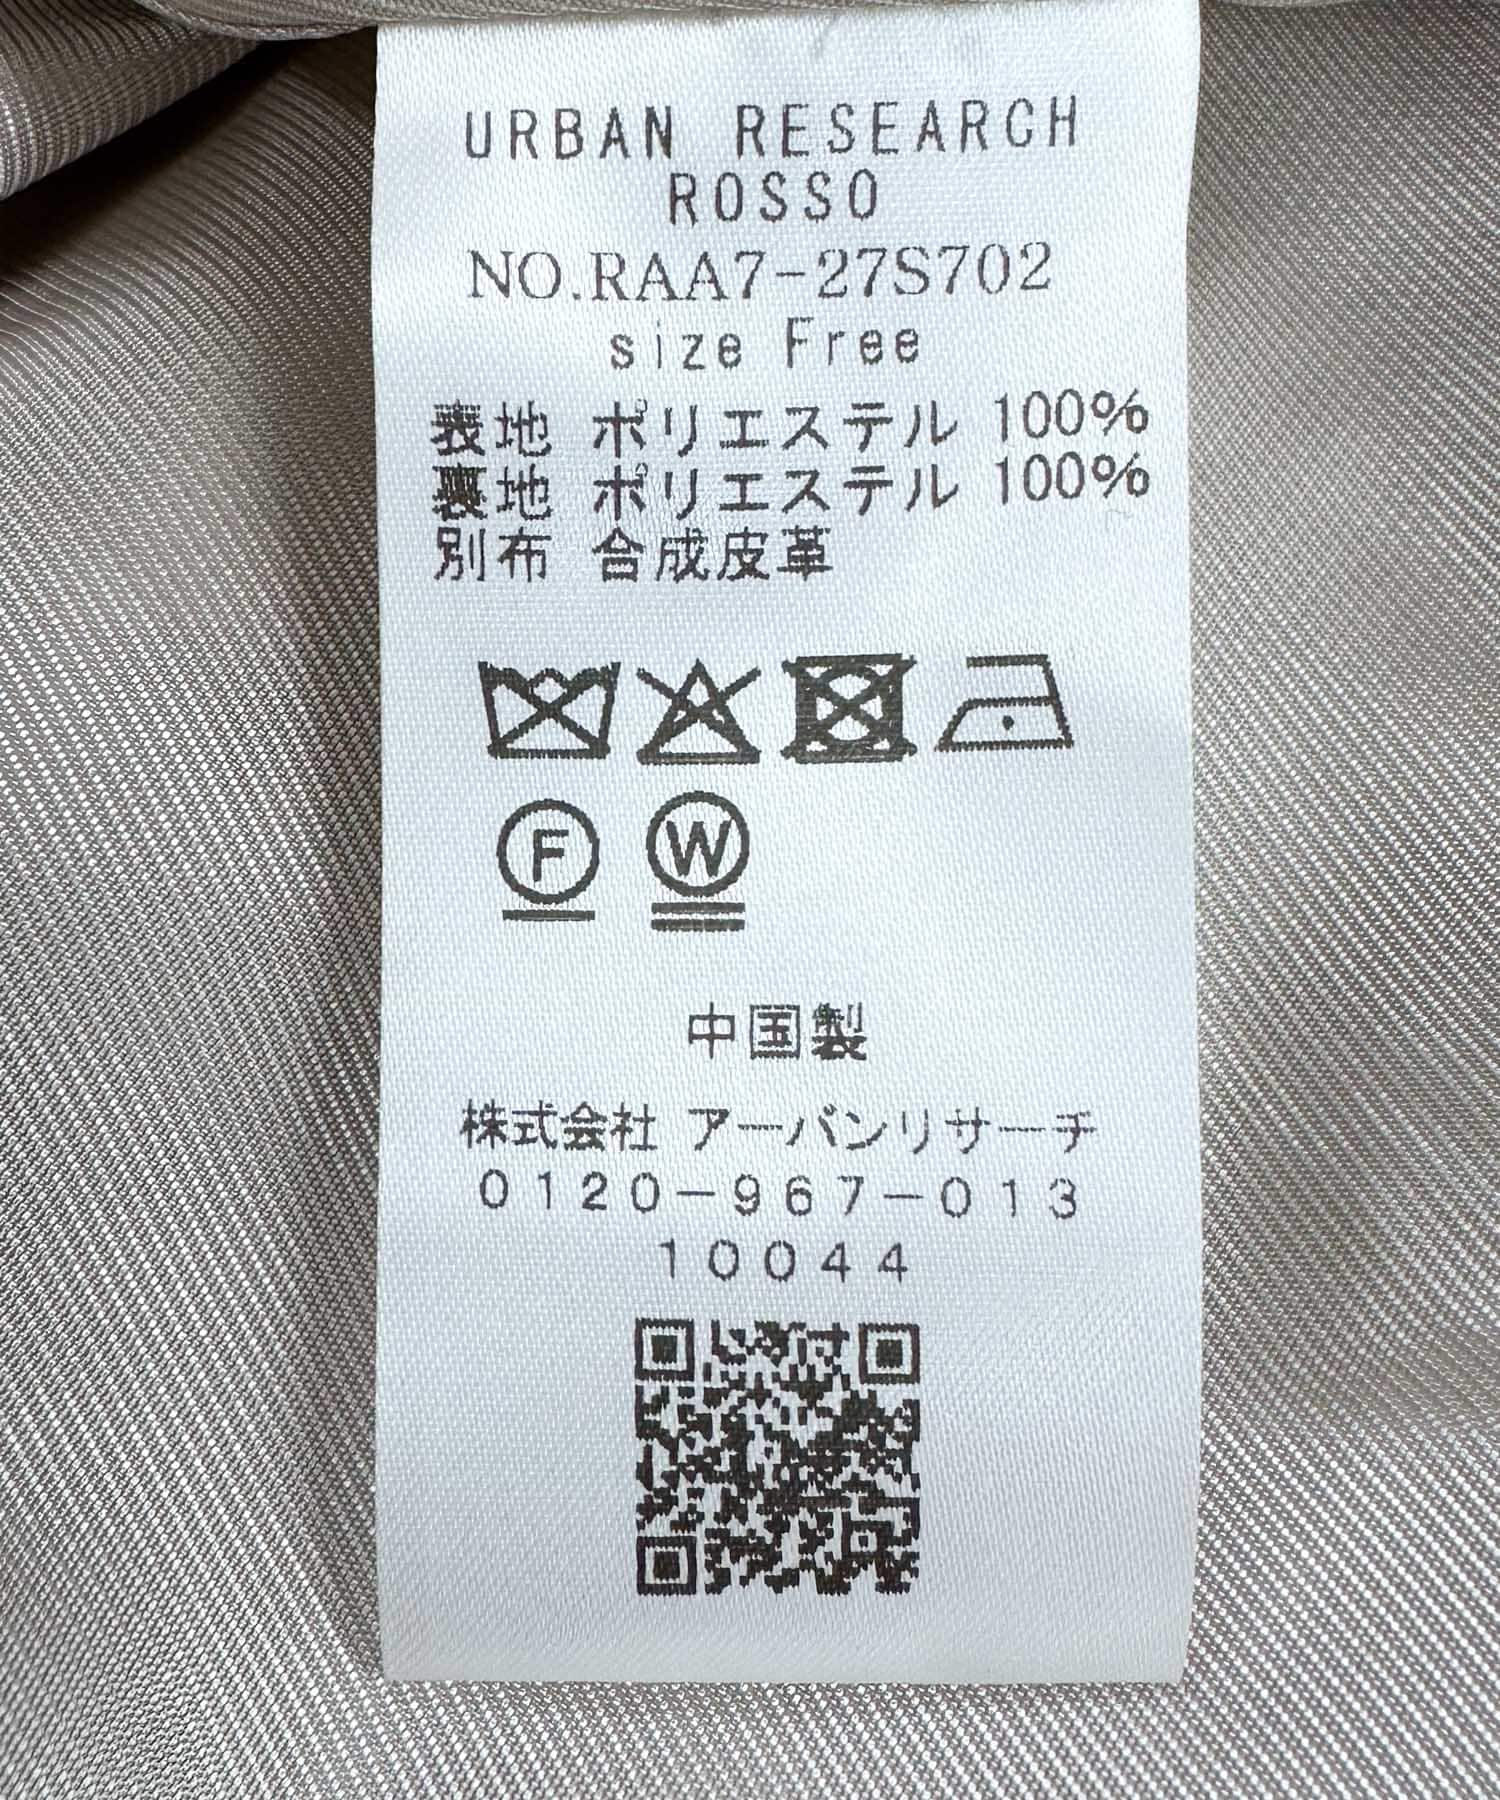 URBAN RESEARCH
ROSSO
NO.RAA7-27S702
size Free
表地 ポリエステル 100%
裏地 ポリエステル 100%
別布 合成皮革
F W
中国製
株式会社 アーバンリサーチ
0120-967-013
10044